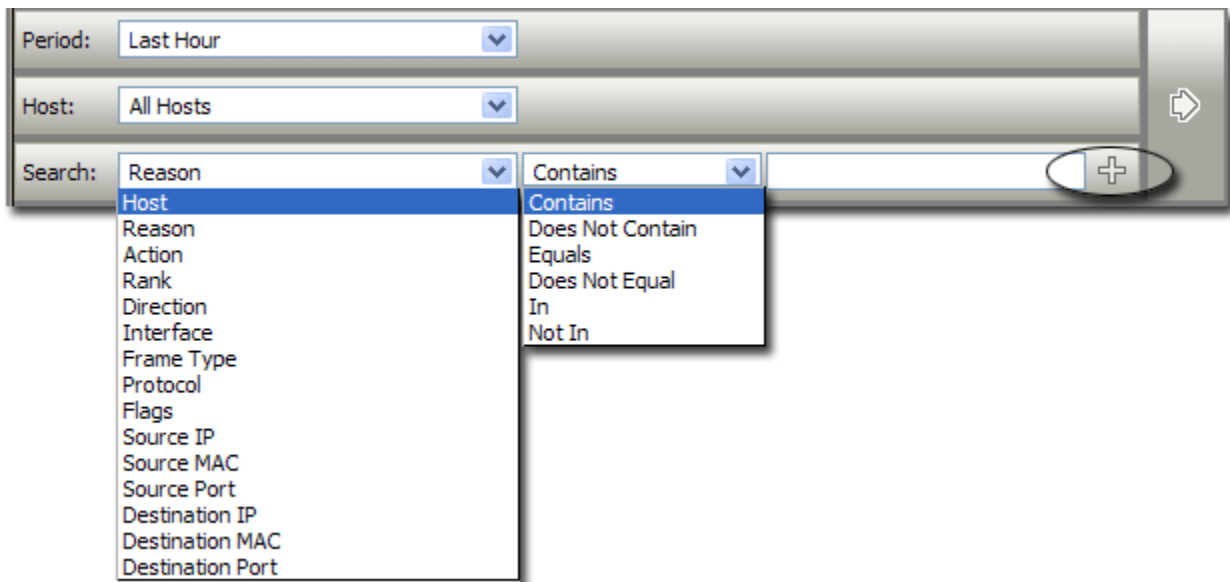 Period: Last Hour
Host: All Hosts
Search: Reason Contains
Host
Reason
Action
Rank
Direction
Interface
Frame Type
Protocol
Flags
Source IP
Source MAC
Source Port
Destination IP
Destination MAC
Destination Port
Contains
Does Not Contain
Equals
Does Not Equal
In
Not In